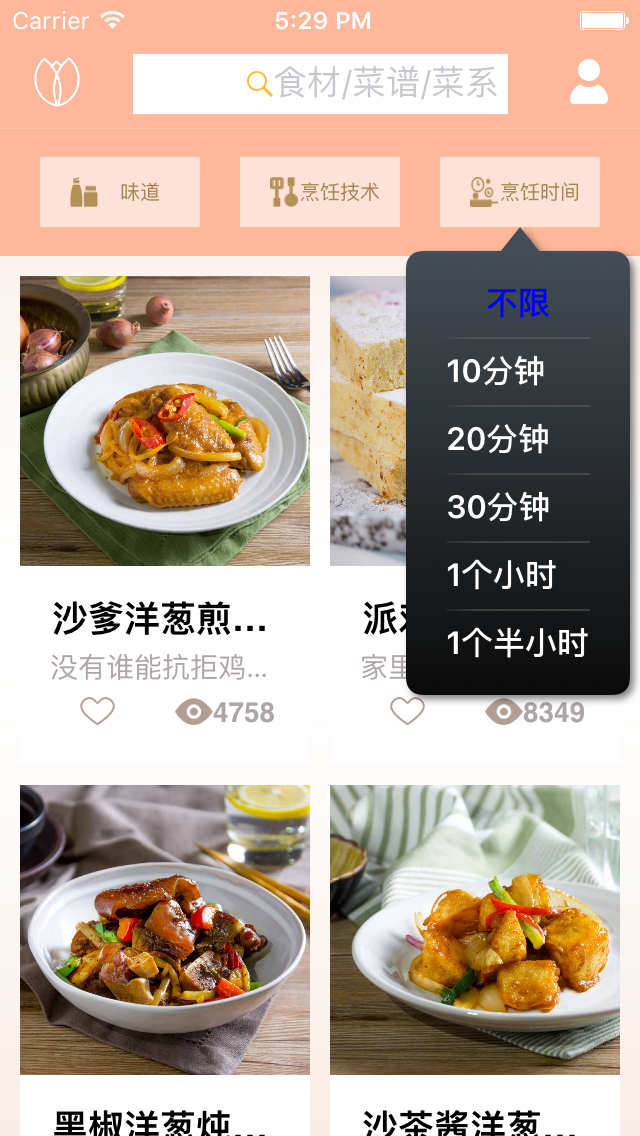 Carrier 5:29 PM
食材/菜谱/菜系
味道 烹饪技术 烹饪时间
不限
10分钟
20分钟
30分钟
1个小时
1个半小时
沙爹洋葱煎...
没有谁能抗拒鸡... 家里
4758 8349
黑椒洋葱炖... 沙茶酱洋葱...